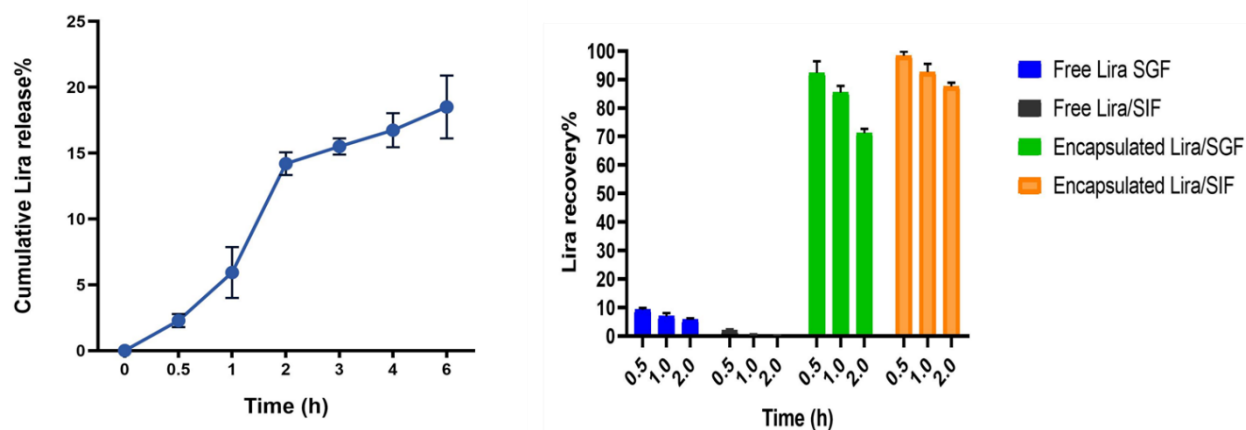 Cumulative Lira release%
25
20
15
10
5
0
0 0.5 1 2 3 4 6
Time (h)
Lira recovery%
100
90
80
70
60
50
40
30
20
10
0
0.5 1.0 2.0 0.5 1.0 2.0 0.5 1.0 2.0 0.5 1.0 2.0
Time (h)
Free Lira SGF
Free Lira/SIF
Encapsulated Lira/SGF
Encapsulated Lira/SIF